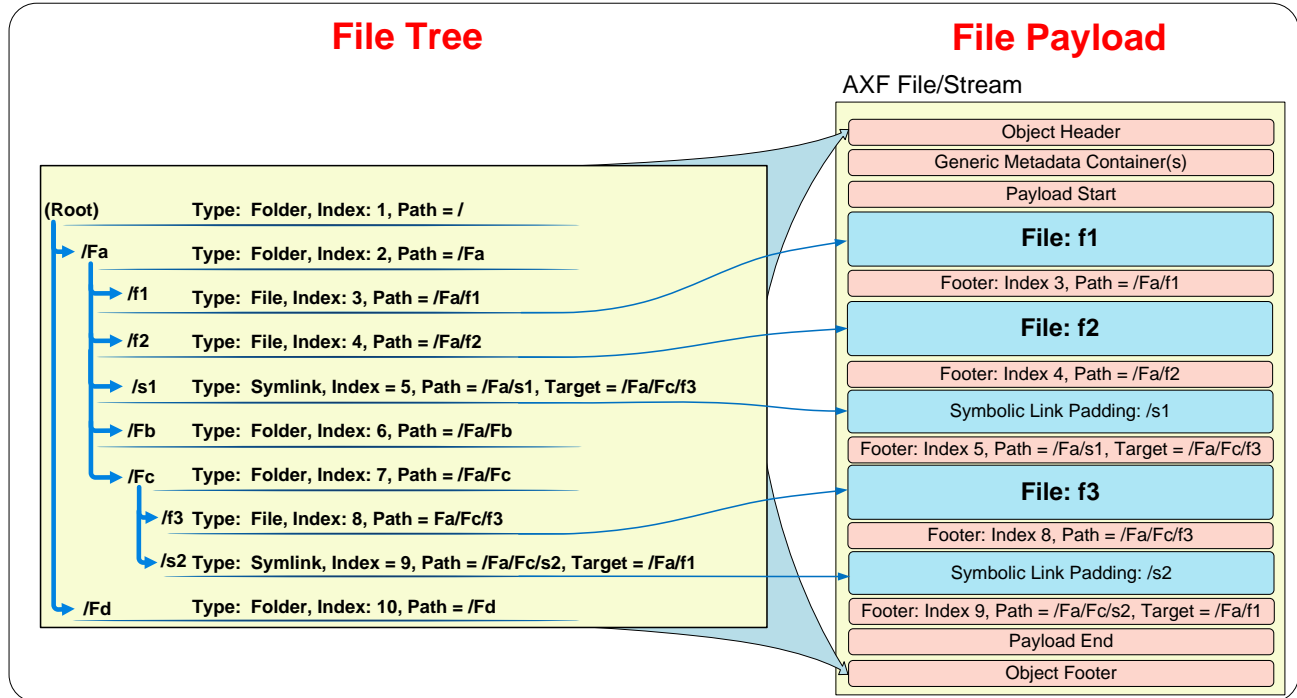 File Tree
File Payload
AXF File/Stream
(Root) Type: Folder, Index: 1, Path = /
/Fa Type: Folder, Index: 2, Path = /Fa
/f1 Type: File, Index: 3, Path = /Fa/f1
/f2 Type: File, Index: 4, Path = /Fa/f2
/s1 Type: Symlink, Index = 5, Path = /Fa/s1, Target = /Fa/Fc/f3
/Fb Type: Folder, Index: 6, Path = /Fa/Fb
/Fc Type: Folder, Index: 7, Path = /Fa/Fc
/f3 Type: File, Index: 8, Path = Fa/Fc/f3
/s2 Type: Symlink, Index = 9, Path = /Fa/Fc/s2, Target = /Fa/f1
/Fd Type: Folder, Index: 10, Path = /Fd
Object Header
Generic Metadata Container(s)
Payload Start
File: f1
Footer: Index 3, Path = /Fa/f1
File: f2
Footer: Index 4, Path = /Fa/f2
Symbolic Link Padding: /s1
Footer: Index 5, Path = /Fa/s1, Target = /Fa/Fc/f3
File: f3
Footer: Index 8, Path = /Fa/Fc/f3
Symbolic Link Padding: /s2
Footer: Index 9, Path = /Fa/Fc/s2, Target = /Fa/f1
Payload End
Object Footer